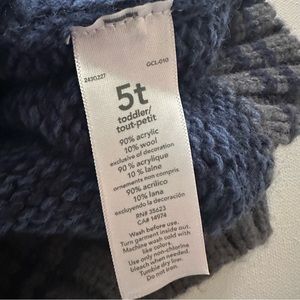 2430227 GCL-010
5t
toddler/
tout-petit
90% acrylic
10% wool
exclusive of decoration
90% acrylique
10 % laine
ornements non compris
90% acrílico
10% lana
excluyendo la decoración
RN# 35623
CA# 14974
Wash before use.
Turn garment inside out.
Machine wash cold with
like colors.
Use only non-chlorine
bleach when needed.
Tumble dry low.
Do not iron.